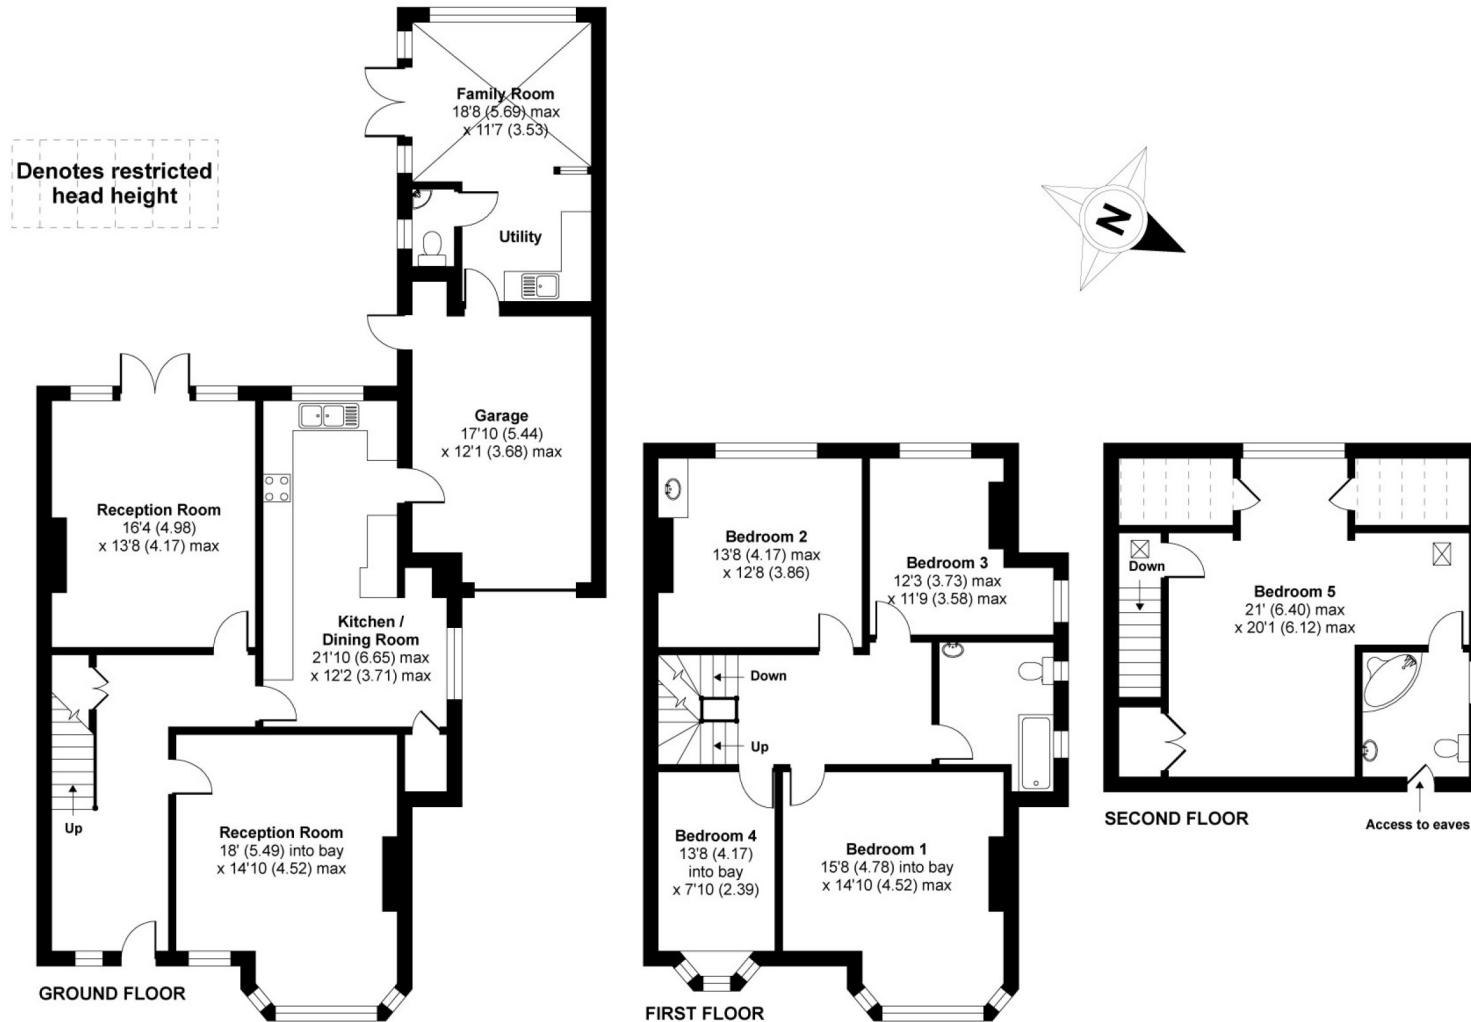 Denotes restricted
head height
Family Room
18'8 (5.69) max
x 11'7 (3.53)
Utility
N
Garage
17'10 (5.44)
x 12'1 (3.68) max
Reception Room
16'4 (4.98)
x 13'8 (4.17) max
Kitchen /
Dining Room
21'10 (6.65) max
x 12'2 (3.71) max
Up
Reception Room
18' (5.49) into bay
x 14'10 (4.52) max
GROUND FLOOR
Bedroom 2
13'8 (4.17) max
x 12'8 (3.86)
Bedroom 3
12'3 (3.73) max
x 11'9 (3.58) max
Down
Up
Bedroom 4
13'8 (4.17)
into bay
x 7'10 (2.39)
Bedroom 1
15'8 (4.78) into bay
x 14'10 (4.52) max
FIRST FLOOR
Down
Bedroom 5
21' (6.40) max
x 20'1 (6.12) max
SECOND FLOOR
Access to eaves